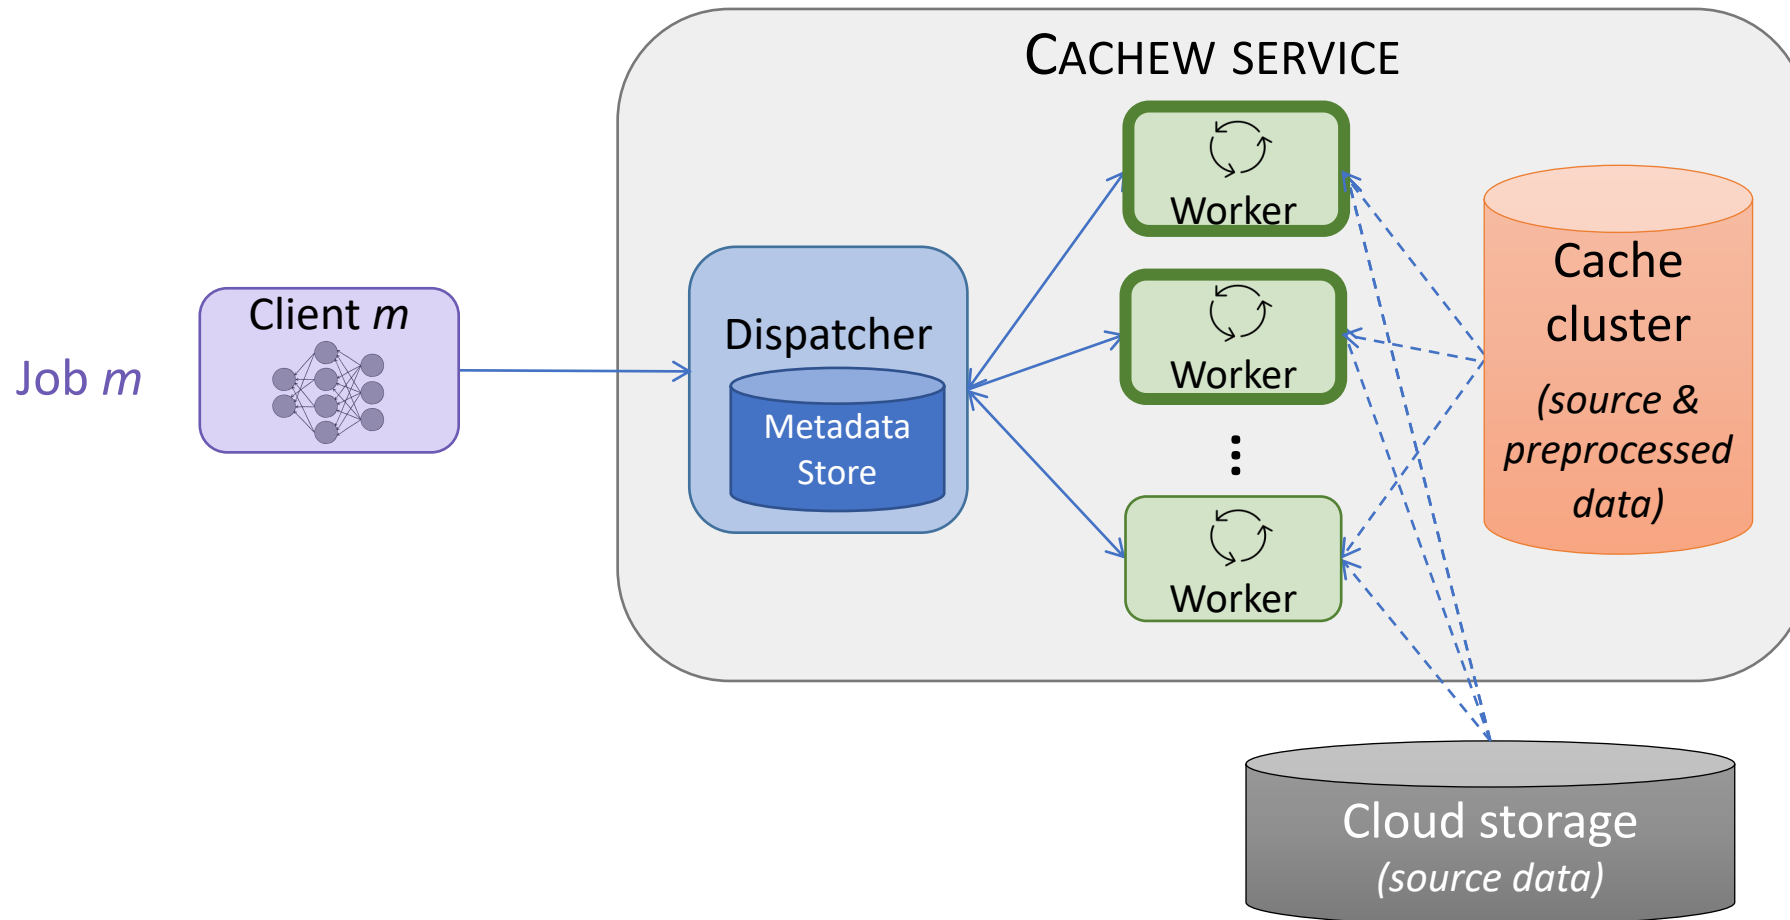 CACHEW SERVICE
Job m
Client m
Dispatcher
Metadata
Store
Worker
Worker
Worker
Cache
cluster
(source &
preprocessed
data)
Cloud storage
(source data)